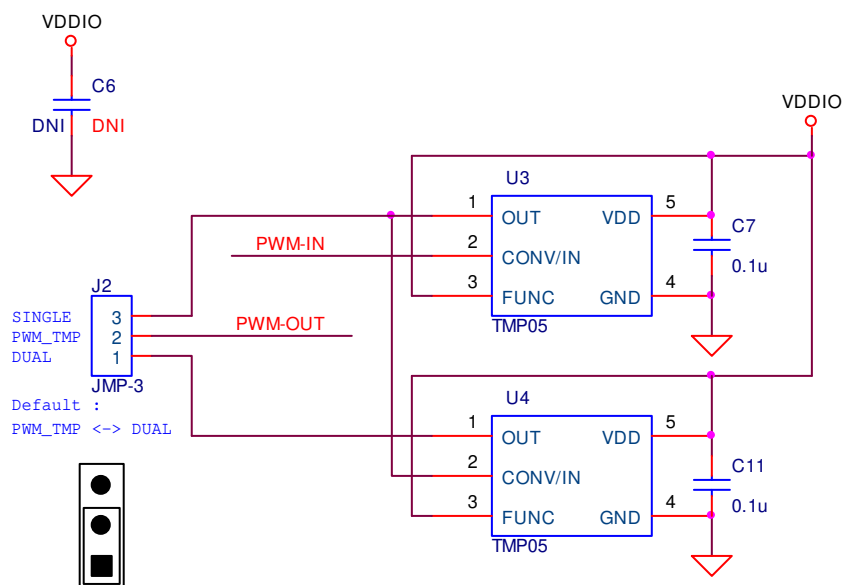 VDDIO
C6
DNI DNI
VDDIO
U3
1 OUT VDD 5
2 CONV/IN
3 FUNC GND 4
TMP05
C7
0.1u
PWM-IN
J2
SINGLE 3
PWM_TMP 2
DUAL 1
JMP-3
PWM-OUT
Default :
PWM_TMP <-> DUAL
U4
1 OUT VDD 5
2 CONV/IN
3 FUNC GND 4
TMP05
C11
0.1u